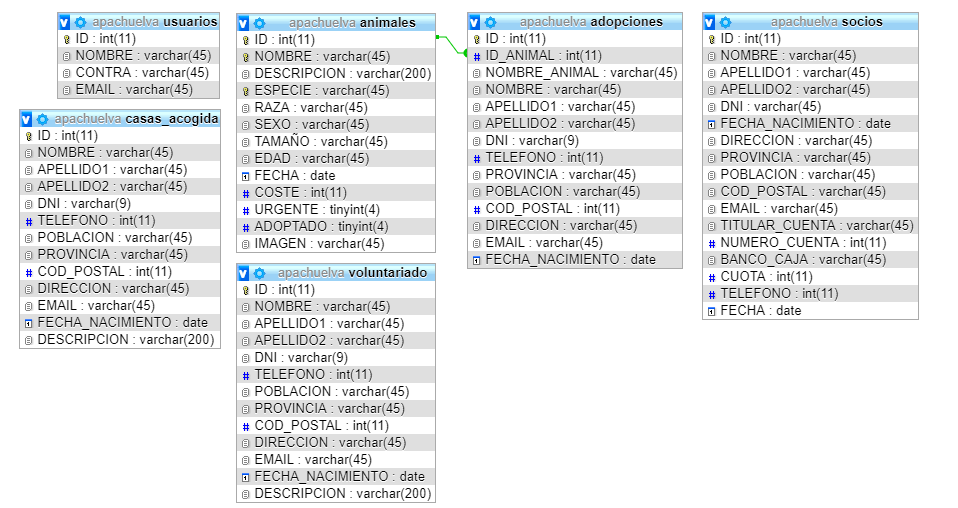 apachuelva usuarios
ID : int(11)
NOMBRE : varchar(45)
CONTRA : varchar(45)
EMAIL : varchar(45)
apachuelva casas_acogida
ID : int(11)
NOMBRE : varchar(45)
APELLIDO1 : varchar(45)
APELLIDO2 : varchar(45)
DNI : varchar(9)
TELEFONO : int(11)
POBLACION : varchar(45)
PROVINCIA : varchar(45)
COD_POSTAL : int(11)
DIRECCION : varchar(45)
EMAIL : varchar(45)
FECHA_NACIMIENTO : date
DESCRIPCION : varchar(200)
apachuelva animales
ID : int(11)
NOMBRE : varchar(45)
DESCRIPCION : varchar(200)
ESPECIE : varchar(45)
RAZA : varchar(45)
SEXO : varchar(45)
TAMAÑO : varchar(45)
EDAD : varchar(45)
FECHA : date
COSTE : int(11)
URGENTE : tinyint(4)
ADOPTADO : tinyint(4)
IMAGEN : varchar(45)
apachuelva voluntariado
ID : int(11)
NOMBRE : varchar(45)
APELLIDO1 : varchar(45)
APELLIDO2 : varchar(45)
DNI : varchar(9)
TELEFONO : int(11)
POBLACION : varchar(45)
PROVINCIA : varchar(45)
COD_POSTAL : int(11)
DIRECCION : varchar(45)
EMAIL : varchar(45)
FECHA_NACIMIENTO : date
DESCRIPCION : varchar(200)
apachuelva adopciones
ID : int(11)
ID_ANIMAL : int(11)
NOMBRE_ANIMAL : varchar(45)
NOMBRE : varchar(45)
APELLIDO1 : varchar(45)
APELLIDO2 : varchar(45)
DNI : varchar(9)
TELEFONO : int(11)
PROVINCIA : varchar(45)
POBLACION : varchar(45)
COD_POSTAL : int(11)
DIRECCION : varchar(45)
EMAIL : varchar(45)
FECHA_NACIMIENTO : date
apachuelva socios
ID : int(11)
NOMBRE : varchar(45)
APELLIDO1 : varchar(45)
APELLIDO2 : varchar(45)
DNI : varchar(45)
FECHA_NACIMIENTO : date
DIRECCION : varchar(45)
PROVINCIA : varchar(45)
POBLACION : varchar(45)
COD_POSTAL : varchar(45)
EMAIL : varchar(45)
TITULAR_CUENTA : varchar(45)
NUMERO_CUENTA : int(11)
BANCO_CAJA : varchar(45)
CUOTA : int(11)
TELEFONO : int(11)
FECHA : date